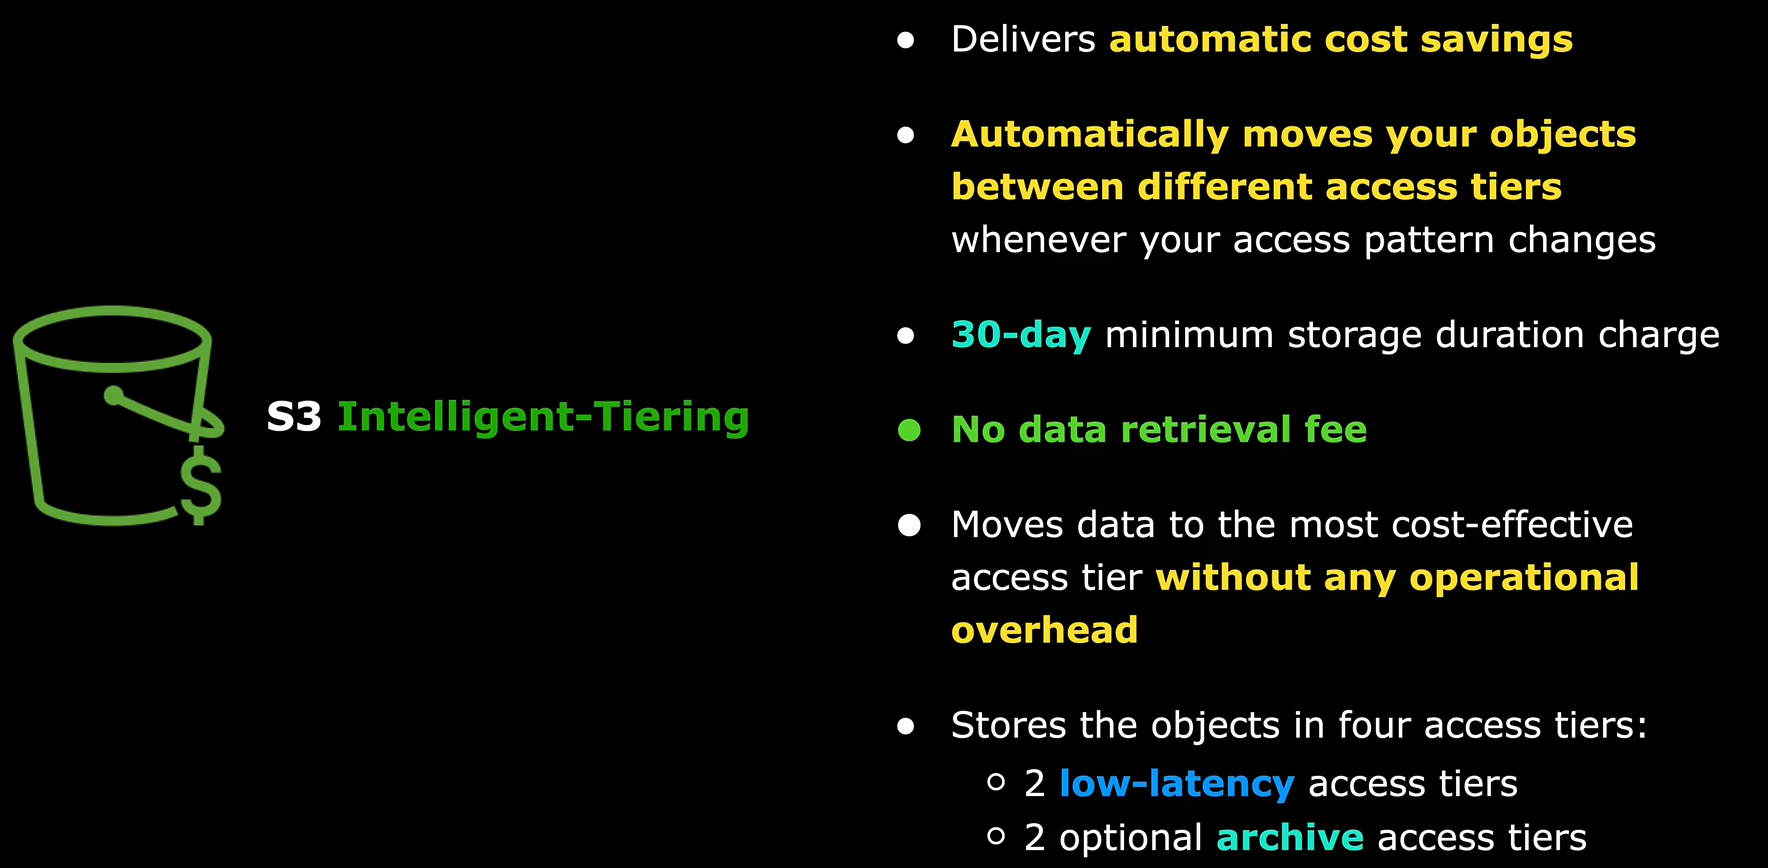 S3 Intelligent-Tiering
● Delivers automatic cost savings
● Automatically moves your objects
between different access tiers
whenever your access pattern changes
● 30-day minimum storage duration charge
● No data retrieval fee
● Moves data to the most cost-effective
access tier without any operational
overhead
● Stores the objects in four access tiers:
○ 2 low-latency access tiers
○ 2 optional archive access tiers
$